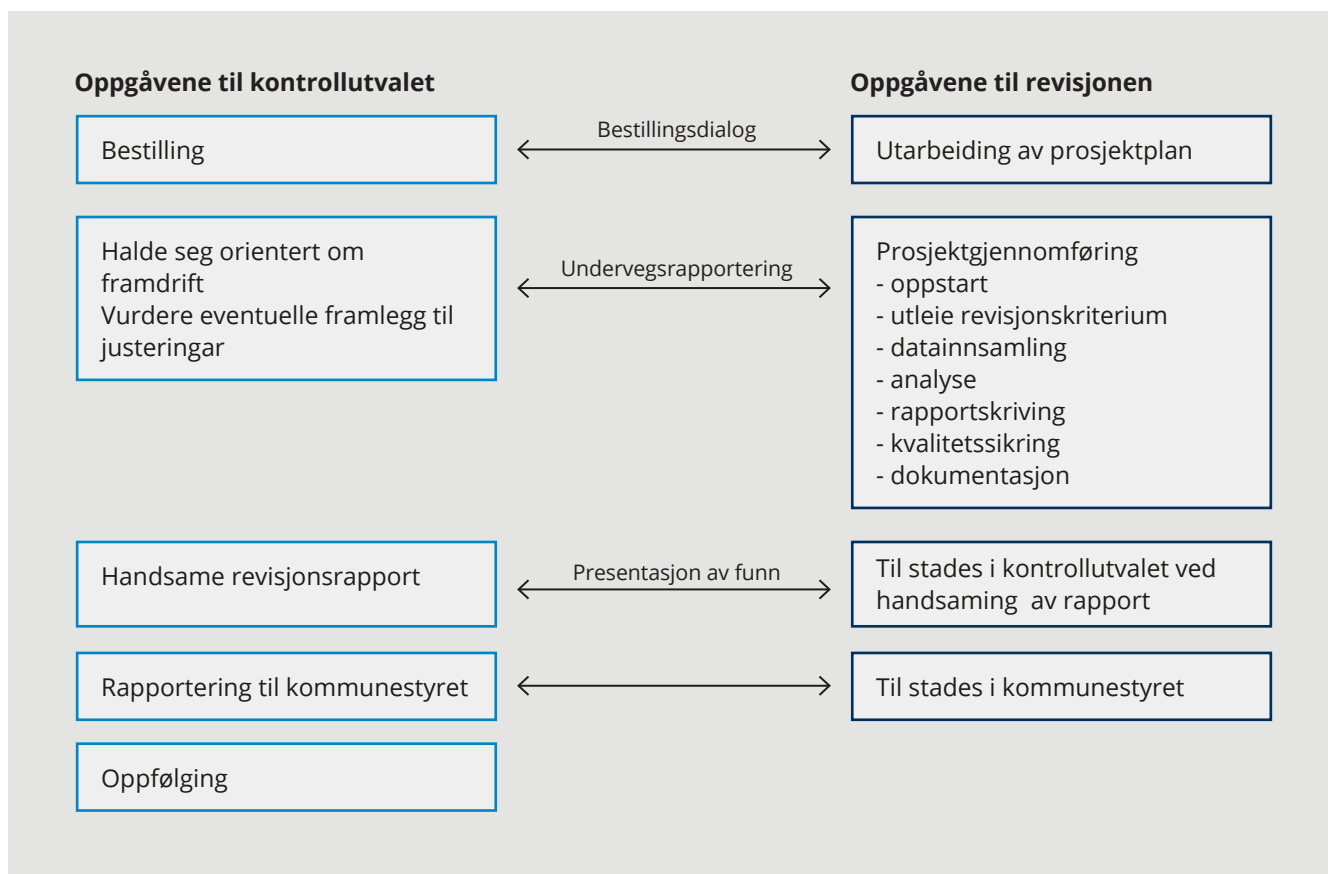 Oppgåvene til kontrollutvalet
Oppgåvene til revisjonen
Bestilling
Bestillingsdialog
Utarbeiding av prosjektplan
Halde seg orientert om
framdrift
Vurdere eventuelle framlegg til
justeringar
Undervegsrapportering
Prosjektgjennomføring
- oppstart
- utleie revisjonskriterium
- datainnsamling
- analyse
- rapportskriving
- kvalitetssikring
- dokumentasjon
Handsame revisjonsrapport
Presentasjon av funn
Til stades i kontrollutvalet ved
handsaming av rapport
Rapportering til kommunestyret
Til stades i kommunestyret
Oppfølging